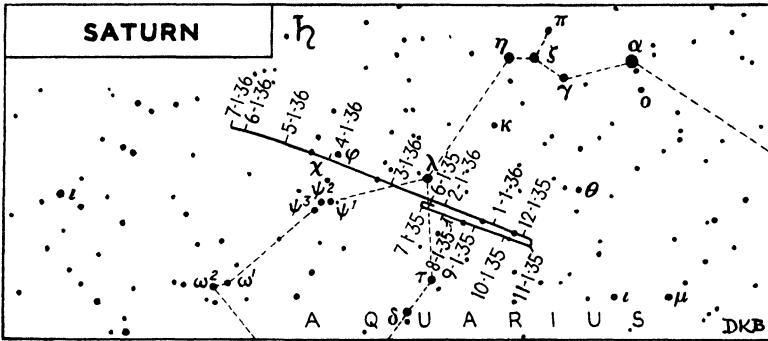 SATURN
♄
π
η ζ α
γ ο
κ
7-1-36
6-1-36
5-1-36
4-1-36
φ
χ
3-1-36
λ
6-1-35
2-1-36
1-1-36
12-1-35
θ
ι
ψ³ ψ² ψ¹
7-1-35
8-1-35
9-1-35
10-1-35
11-1-35
τ
ω² ω¹
ι μ
δ
A Q U A R I U S
DKB